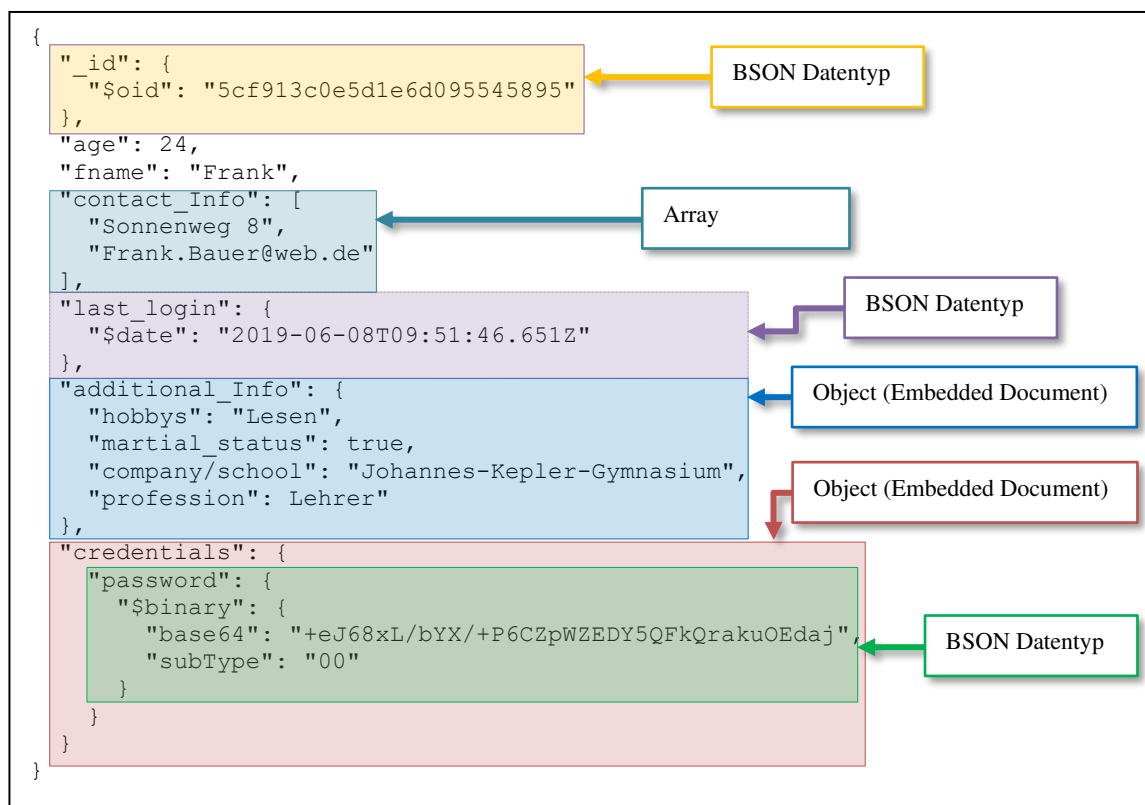 {
"_id": {
"$oid": "5cf913c0e5d1e6d095545895"
},
"age": 24,
"fname": "Frank",
"contact_Info": [
"Sonnenweg 8",
"Frank.Bauer@web.de"
],
"last_login": {
"$date": "2019-06-08T09:51:46.651Z"
},
"additional_Info": {
"hobbys": "Lesen",
"martial_status": true,
"company/school": "Johannes-Kepler-Gymnasium",
"profession": Lehrer"
},
"credentials": {
"password": {
"$binary": {
"base64": "+eJ68xL/bYX/+P6CZpWZEDY5QFkQrakuOEdaj",
"subType": "00"
}
}
}
}
BSON Datentyp
Array
BSON Datentyp
Object (Embedded Document)
Object (Embedded Document)
BSON Datentyp